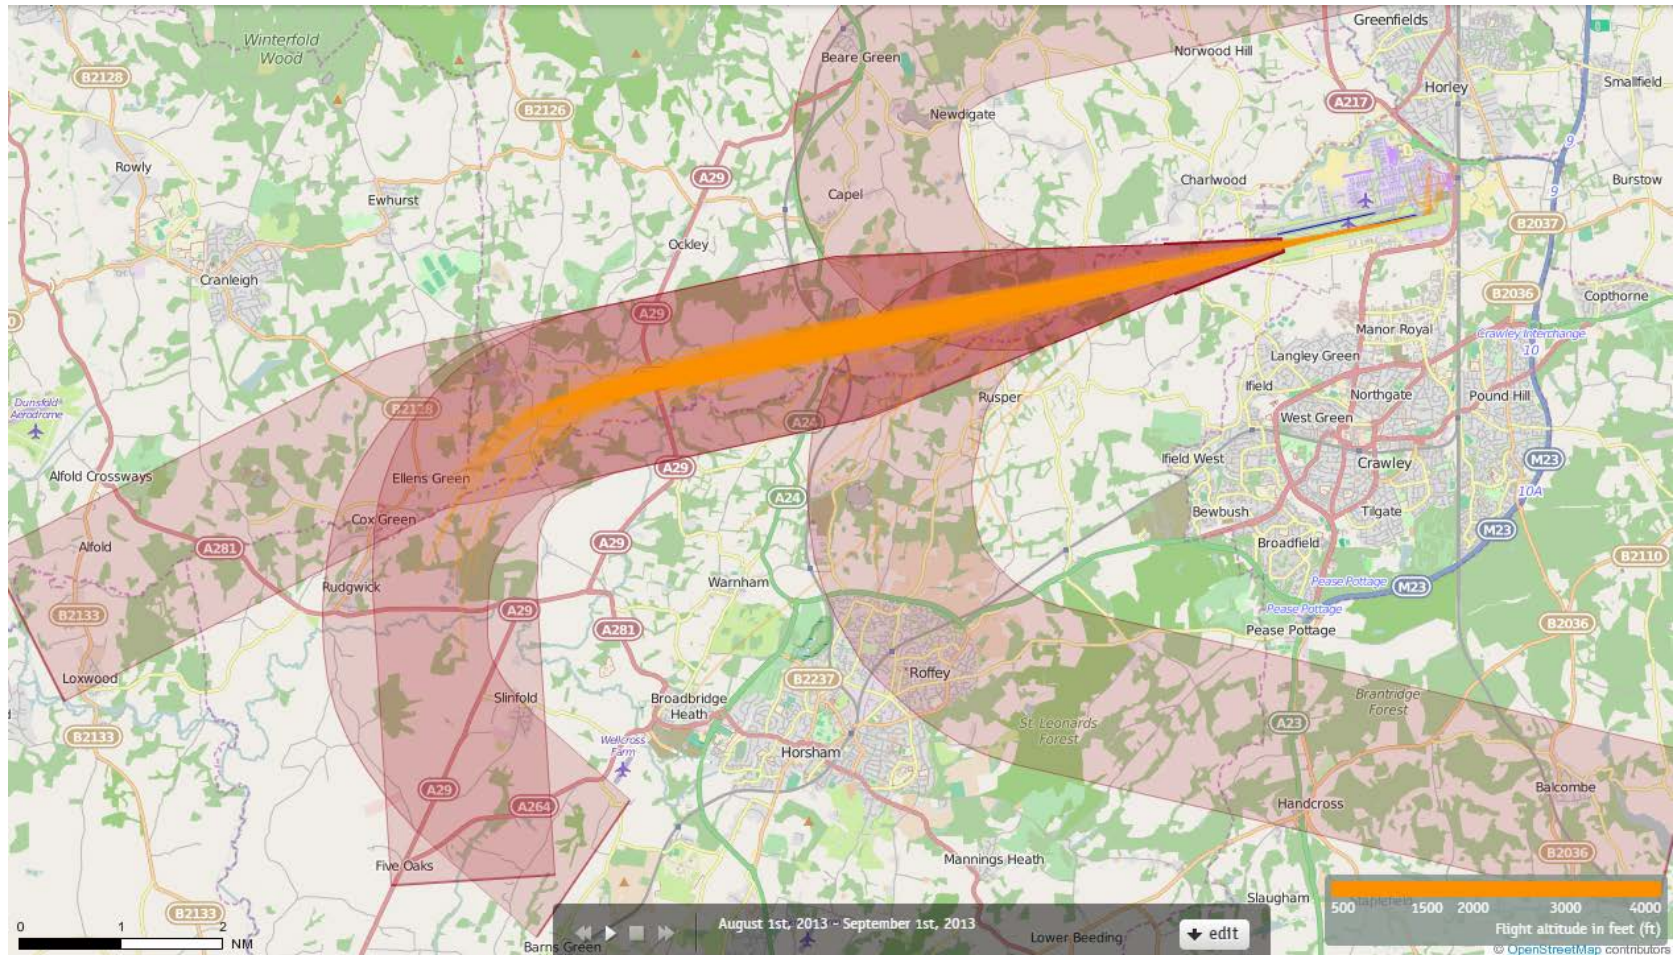 Greenfields
Winterfold
Wood
Beare Green
Norwood Hill
B2128
Horley
Smallfield
A217
B2126
Newdigate
9
Rowly
A29
Charlwood
Burstow
9
Ewhurst
Capel
B2037
Ockley
Cranleigh
B2036
Copthorne
A29
Manor Royal
Crawley Interchange
10
Langley Green
Ifield
Northgate
Pound Hill
Rusper
Dunsfold
Aerodrome
B2128
West Green
A24
Ifield West
Crawley
M23
A29
Alfold Crossways
Ellens Green
10A
A24
Bewbush
Tilgate
Cox Green
M23
Alfold
A281
A29
Broadfield
B2110
Rudgwick
Warnham
Pease Pottage
M23
B2133
A29
Pease Pottage
B2036
A281
Pease Pottage
Loxwood
B2237
Roffey
Slinfold
Broadbridge
Heath
Brantridge
Forest
St. Leonards
Forest
A23
B2133
Wellcross
Farm
Horsham
A29
A264
Handcross
Balcombe
Five Oaks
Mannings Heath
B2036
Slaugham
Staplefield
B2133
500 1500 2000 3000 4000
Flight altitude in feet (ft)
0 1 2 NM
August 1st, 2013 - September 1st, 2013
edit
Barns Green
Lower Beeding
© OpenStreetMap contributors